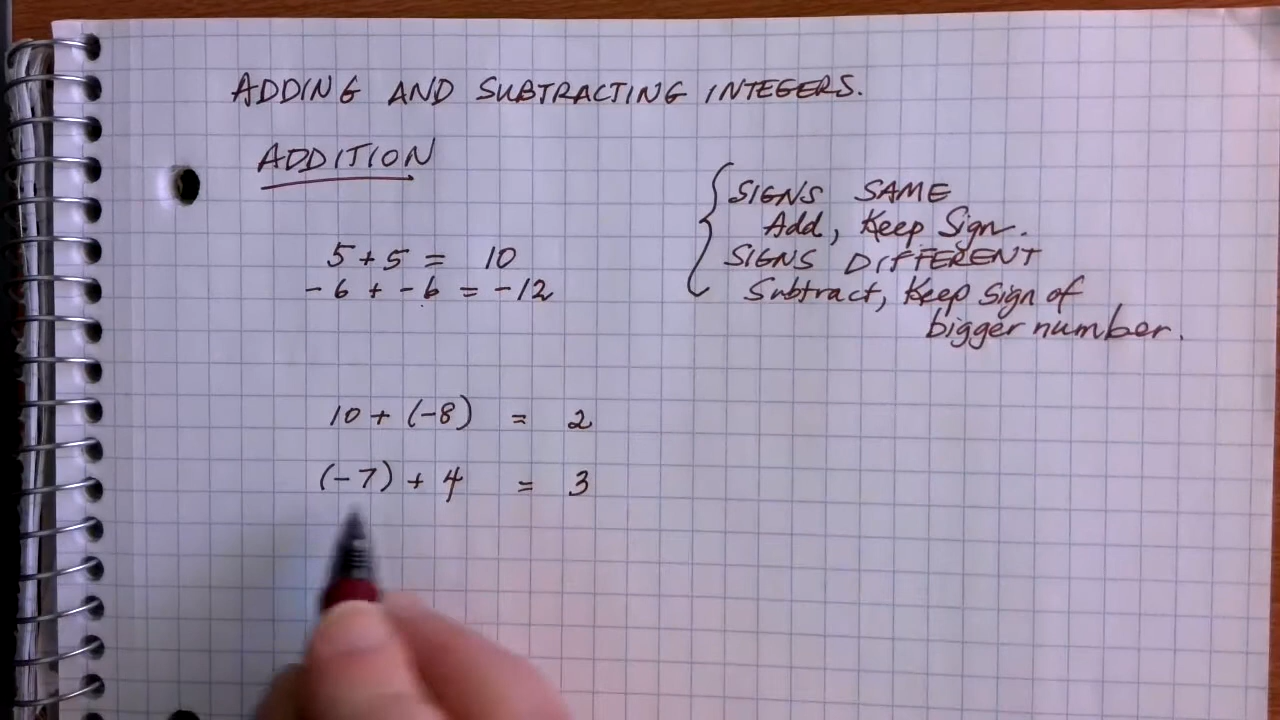 ADDING AND SUBTRACTING INTEGERS.
ADDITION
5 + 5 = 10
-6 + -6 = -12
SIGNS SAME
Add, Keep Sign.
SIGNS DIFFERENT
Subtract, Keep Sign of
bigger number.
10 + (-8) = 2
(-7) + 4 = 3